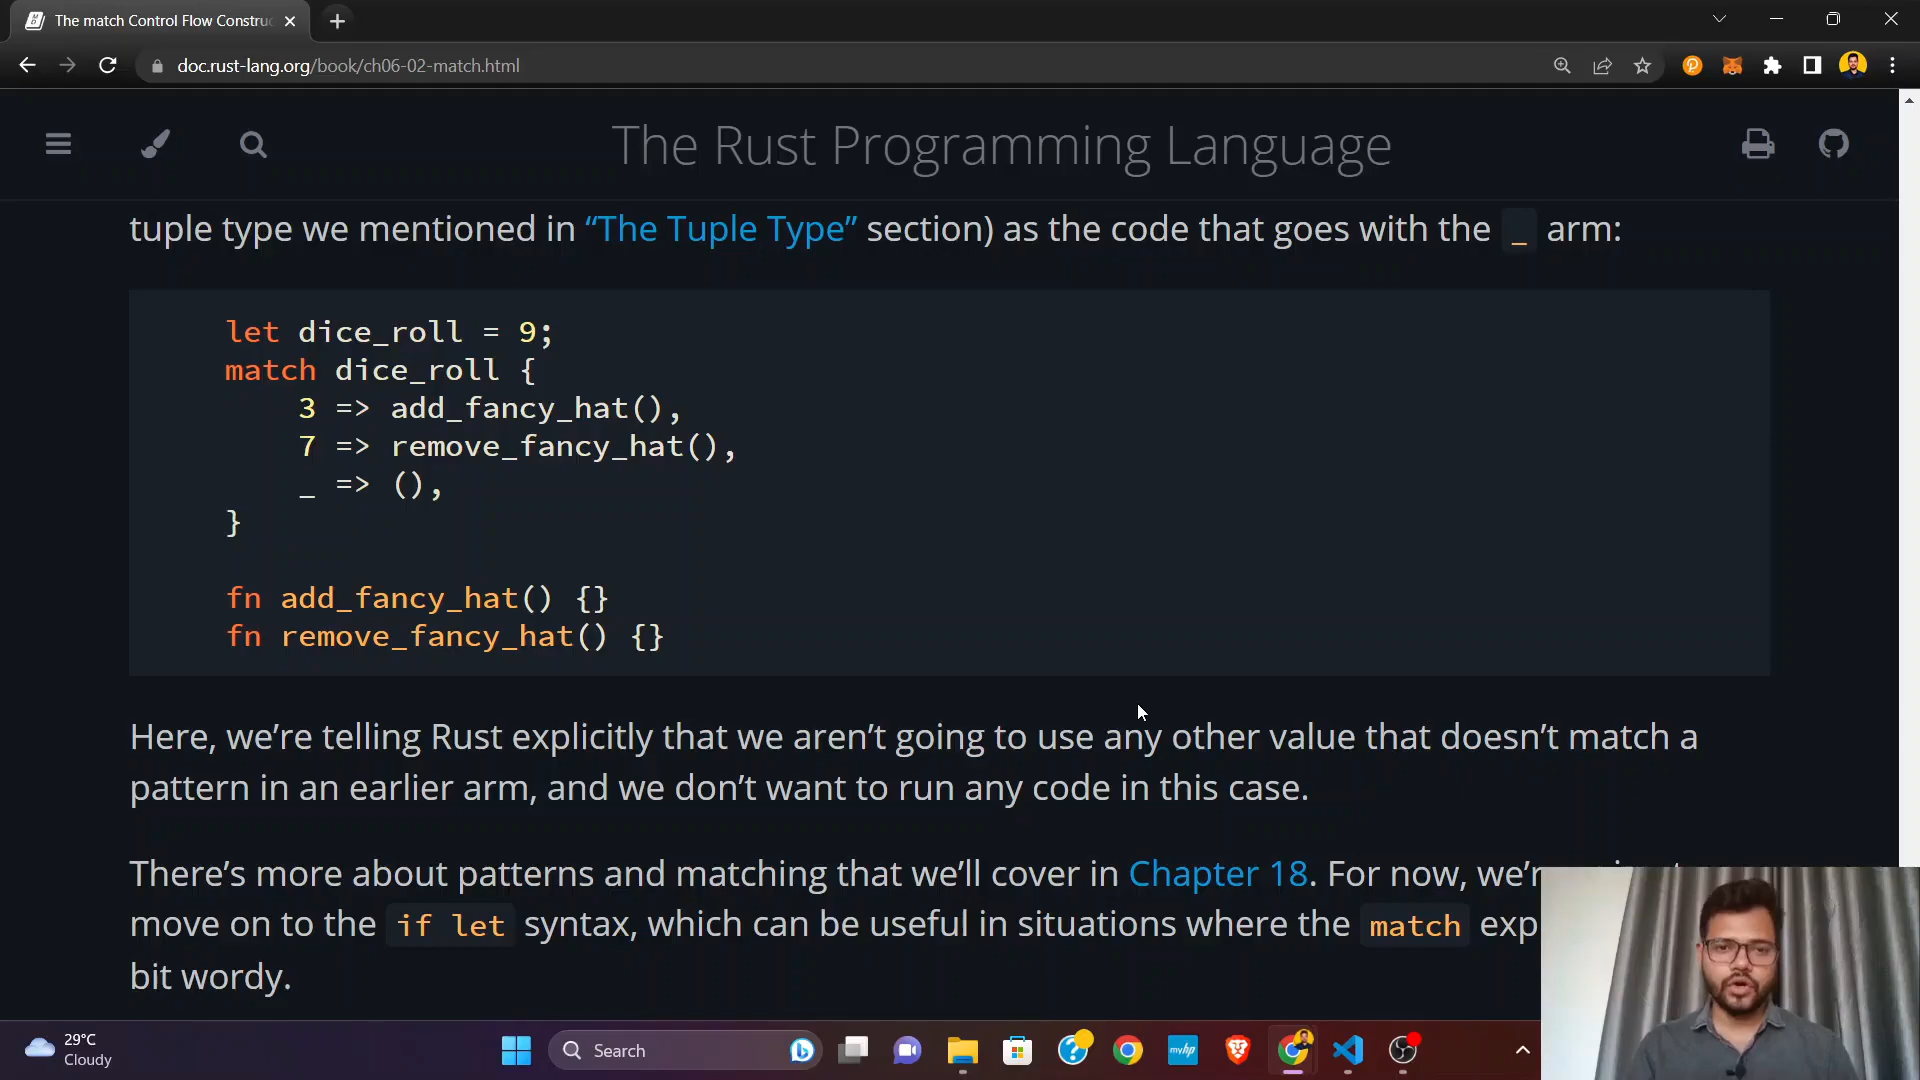 The match Control Flow Constru
doc.rust-lang.org/book/ch06-02-match.html
The Rust Programming Language
tuple type we mentioned in “The Tuple Type” section) as the code that goes with the _ arm:
let dice_roll = 9;
match dice_roll {
3 => add_fancy_hat(),
7 => remove_fancy_hat(),
_ => (),
}
fn add_fancy_hat() {}
fn remove_fancy_hat() {}
Here, we’re telling Rust explicitly that we aren’t going to use any other value that doesn’t match a
pattern in an earlier arm, and we don’t want to run any code in this case.
There’s more about patterns and matching that we’ll cover in Chapter 18. For now, we’r
move on to the if let syntax, which can be useful in situations where the match exp
bit wordy.
29°C
Cloudy
Search
myhp